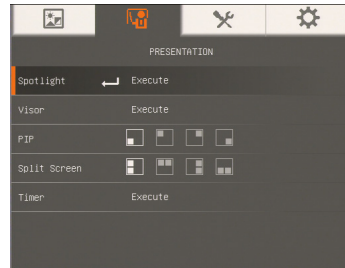 PRESENTATION
Spotlight Execute
Visor Execute
PIP
Split Screen
Timer Execute